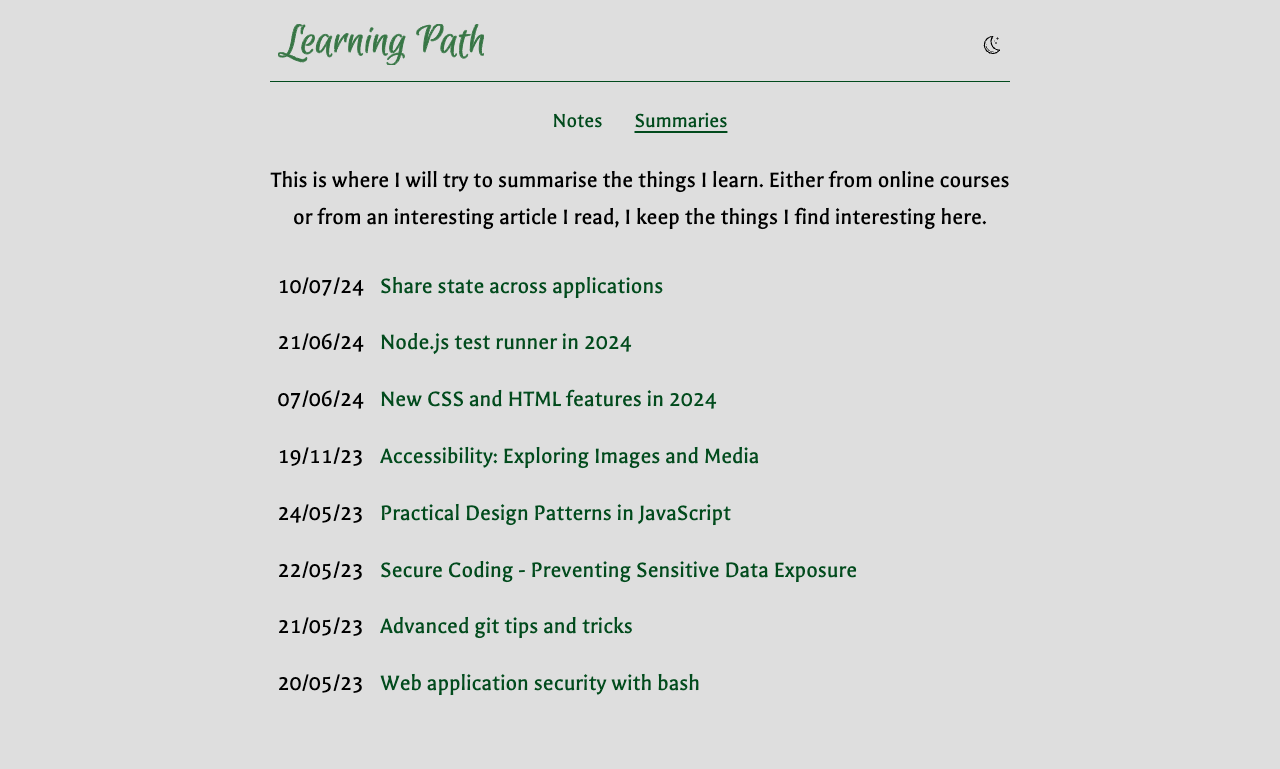 Learning Path
Notes Summaries
This is where I will try to summarise the things I learn. Either from online courses
or from an interesting article I read, I keep the things I find interesting here.
10/07/24 Share state across applications
21/06/24 Node.js test runner in 2024
07/06/24 New CSS and HTML features in 2024
19/11/23 Accessibility: Exploring Images and Media
24/05/23 Practical Design Patterns in JavaScript
22/05/23 Secure Coding - Preventing Sensitive Data Exposure
21/05/23 Advanced git tips and tricks
20/05/23 Web application security with bash